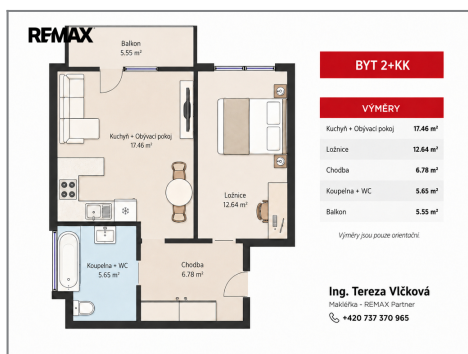 REMAX
Balkon
5.55 m²
Kuchyň + Obývací pokoj
17.46 m²
Ložnice
12.64 m²
Koupelna + WC
5.65 m²
Chodba
6.78 m²
BYT 2+KK
VÝMĚRY
Kuchyň + Obývací pokoj 17.46 m²
Ložnice 12.64 m²
Chodba 6.78 m²
Koupelna + WC 5.65 m²
Balkon 5.55 m²
Výměry jsou pouze orientační.
Ing. Tereza Vlčková
Makléřka - REMAX Partner
+420 737 370 965